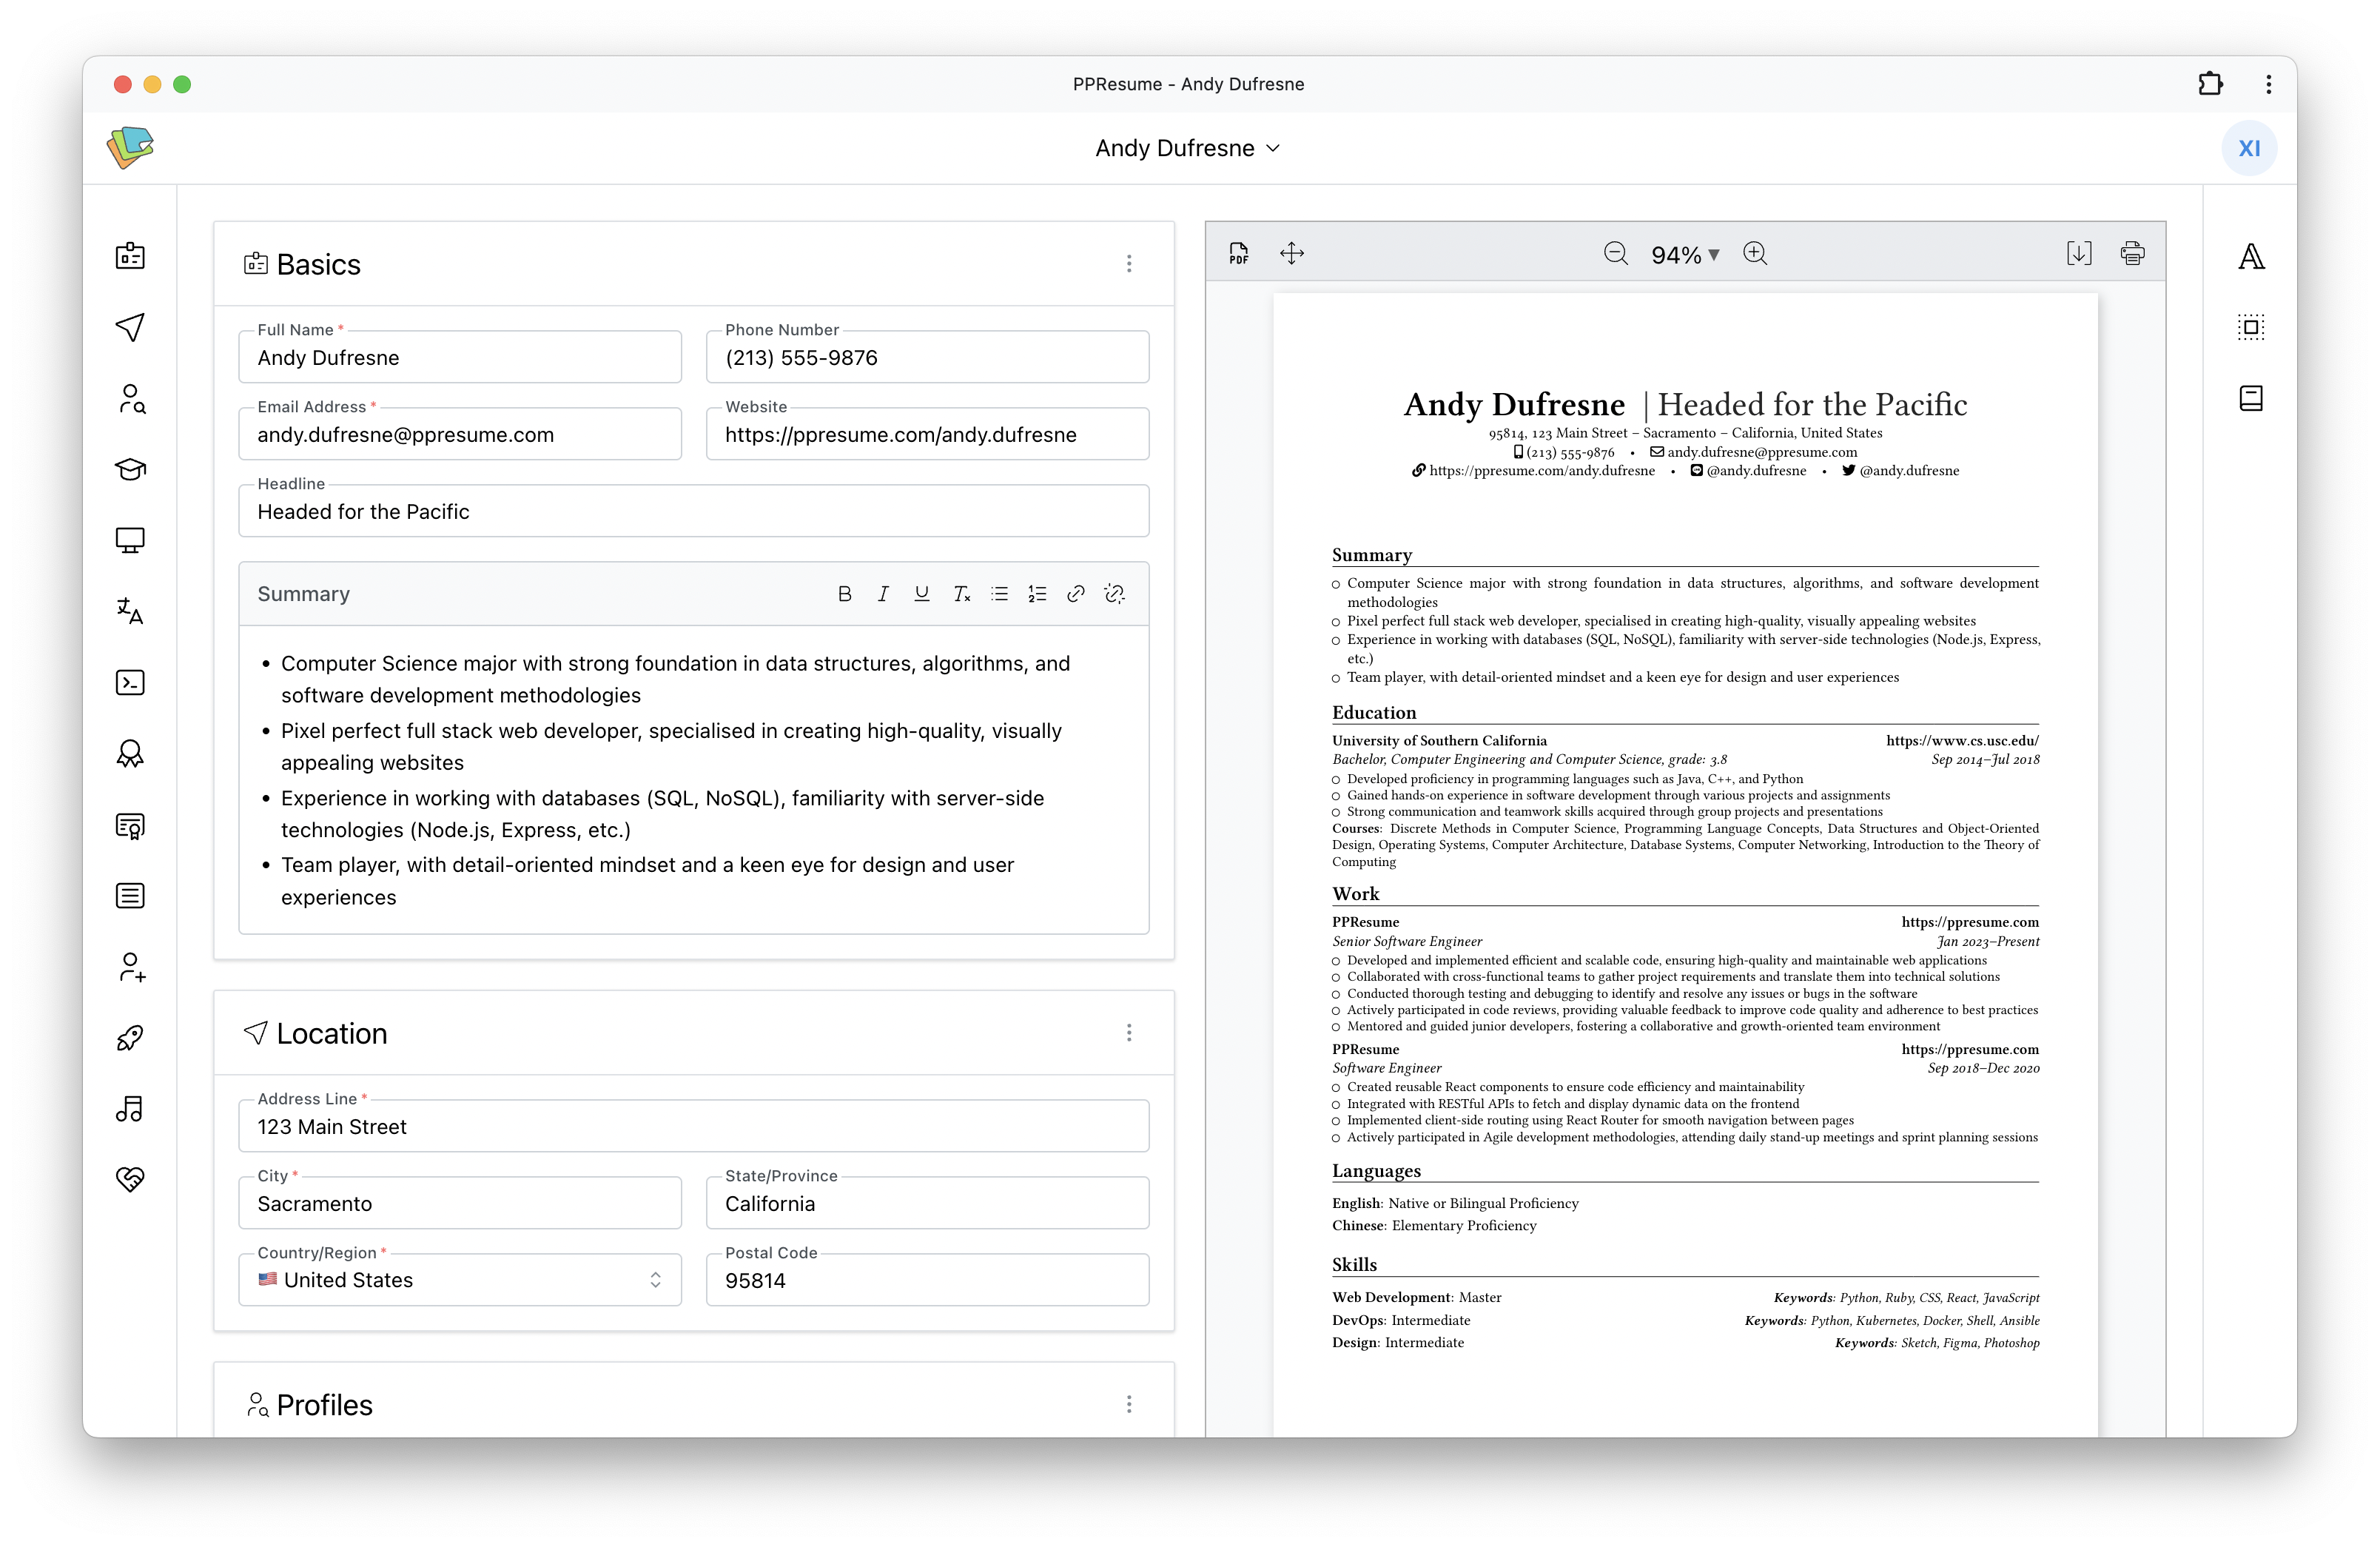 PPResume - Andy Dufresne
Andy Dufresne
XI
Basics
Full Name *
Andy Dufresne
Phone Number
(213) 555-9876
Email Address *
andy.dufresne@ppresume.com
Website
https://ppresume.com/andy.dufresne
Headline
Headed for the Pacific
Summary
B I U Tx
• Computer Science major with strong foundation in data structures, algorithms, and
software development methodologies
• Pixel perfect full stack web developer, specialised in creating high-quality, visually
appealing websites
• Experience in working with databases (SQL, NoSQL), familiarity with server-side
technologies (Node.js, Express, etc.)
• Team player, with detail-oriented mindset and a keen eye for design and user
experiences
Location
Address Line *
123 Main Street
City *
Sacramento
State/Province
California
Country/Region *
🇺🇸 United States
Postal Code
95814
Profiles
PDF
94% ▼
Andy Dufresne | Headed for the Pacific
95814, 123 Main Street – Sacramento – California, United States
(213) 555-9876 • andy.dufresne@ppresume.com
https://ppresume.com/andy.dufresne • @andy.dufresne • @andy.dufresne
Summary
○ Computer Science major with strong foundation in data structures, algorithms, and software development
methodologies
○ Pixel perfect full stack web developer, specialised in creating high-quality, visually appealing websites
○ Experience in working with databases (SQL, NoSQL), familiarity with server-side technologies (Node.js, Express,
etc.)
○ Team player, with detail-oriented mindset and a keen eye for design and user experiences
Education
University of Southern California https://www.cs.usc.edu/
Bachelor, Computer Engineering and Computer Science, grade: 3.8 Sep 2014–Jul 2018
○ Developed proficiency in programming languages such as Java, C++, and Python
○ Gained hands-on experience in software development through various projects and assignments
○ Strong communication and teamwork skills acquired through group projects and presentations
Courses: Discrete Methods in Computer Science, Programming Language Concepts, Data Structures and Object-Oriented
Design, Operating Systems, Computer Architecture, Database Systems, Computer Networking, Introduction to the Theory of
Computing
Work
PPResume https://ppresume.com
Senior Software Engineer Jan 2023–Present
○ Developed and implemented efficient and scalable code, ensuring high-quality and maintainable web applications
○ Collaborated with cross-functional teams to gather project requirements and translate them into technical solutions
○ Conducted thorough testing and debugging to identify and resolve any issues or bugs in the software
○ Actively participated in code reviews, providing valuable feedback to improve code quality and adherence to best practices
○ Mentored and guided junior developers, fostering a collaborative and growth-oriented team environment
PPResume https://ppresume.com
Software Engineer Sep 2018–Dec 2020
○ Created reusable React components to ensure code efficiency and maintainability
○ Integrated with RESTful APIs to fetch and display dynamic data on the frontend
○ Implemented client-side routing using React Router for smooth navigation between pages
○ Actively participated in Agile development methodologies, attending daily stand-up meetings and sprint planning sessions
Languages
English: Native or Bilingual Proficiency
Chinese: Elementary Proficiency
Skills
Web Development: Master Keywords: Python, Ruby, CSS, React, JavaScript
DevOps: Intermediate Keywords: Python, Kubernetes, Docker, Shell, Ansible
Design: Intermediate Keywords: Sketch, Figma, Photoshop